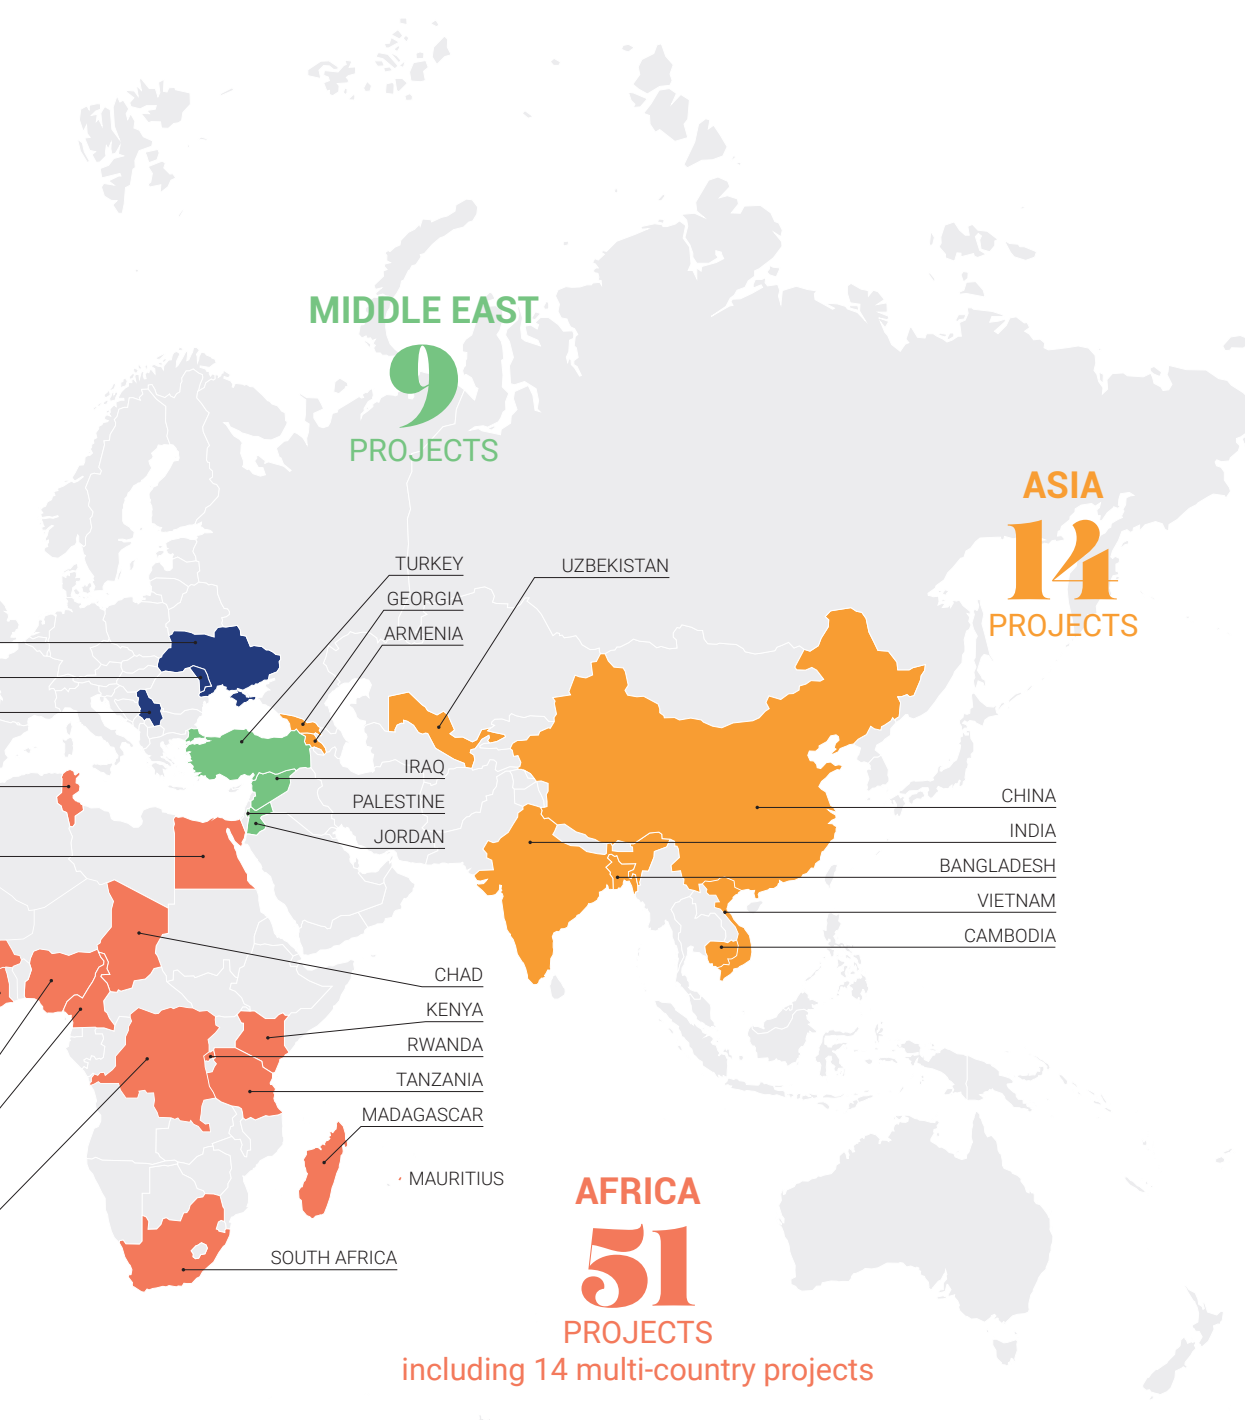 MIDDLE EAST
9
PROJECTS
ASIA
14
PROJECTS
TURKEY
GEORGIA
ARMENIA
UZBEKISTAN
IRAQ
PALESTINE
JORDAN
CHINA
INDIA
BANGLADESH
VIETNAM
CAMBODIA
CHAD
KENYA
RWANDA
TANZANIA
MADAGASCAR
MAURITIUS
SOUTH AFRICA
AFRICA
51
PROJECTS
including 14 multi-country projects